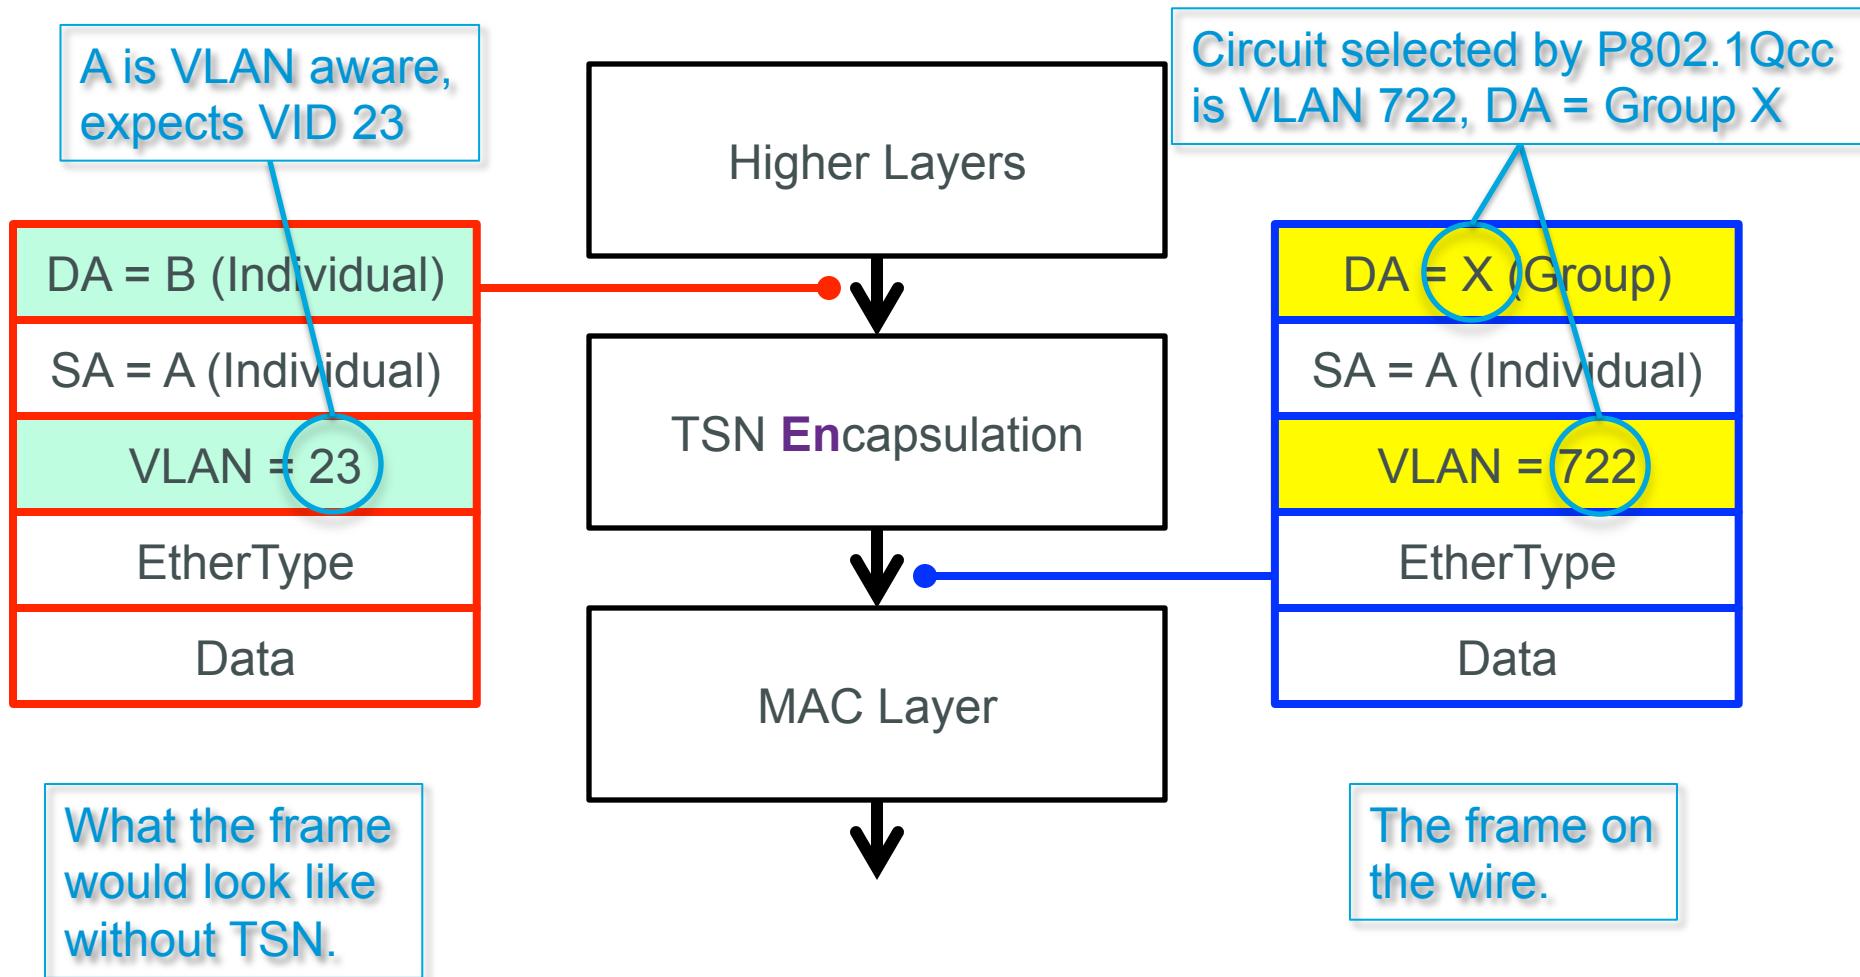 A is VLAN aware,
expects VID 23
Circuit selected by P802.1Qcc
is VLAN 722, DA = Group X
Higher Layers
DA = B (Individual)
SA = A (Individual)
VLAN = 23
EtherType
Data
TSN Encapsulation
MAC Layer
DA = X (Group)
SA = A (Individual)
VLAN = 722
EtherType
Data
What the frame
would look like
without TSN.
The frame on
the wire.